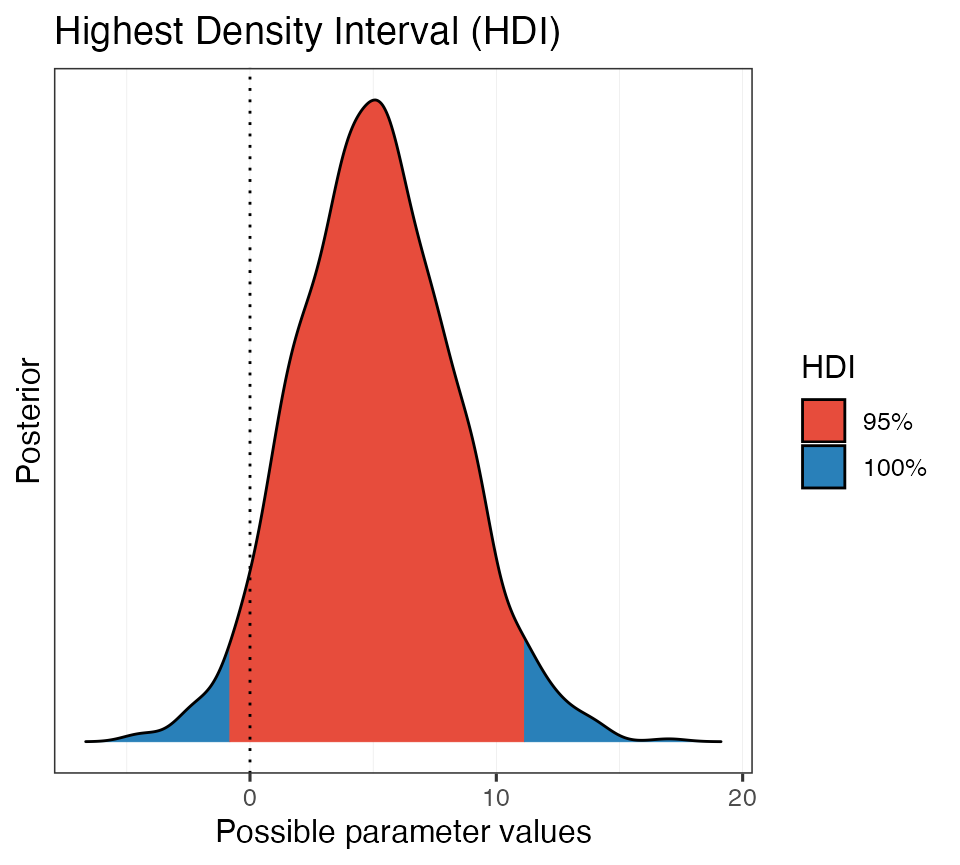 Highest Density Interval (HDI)
Posterior
HDI
95%
100%
0
10
20
Possible parameter values